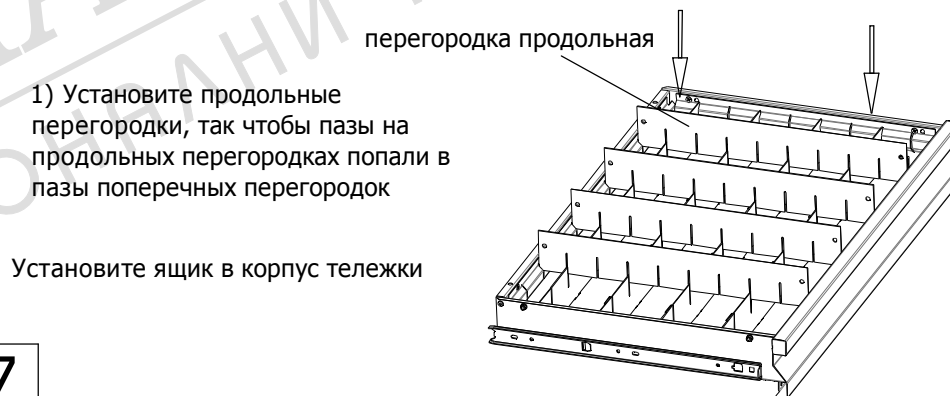 перегородка продольная
1) Установите продольные
перегородки, так чтобы пазы на
продольных перегородках попали в
пазы поперечных перегородок
Установите ящик в корпус тележки
7